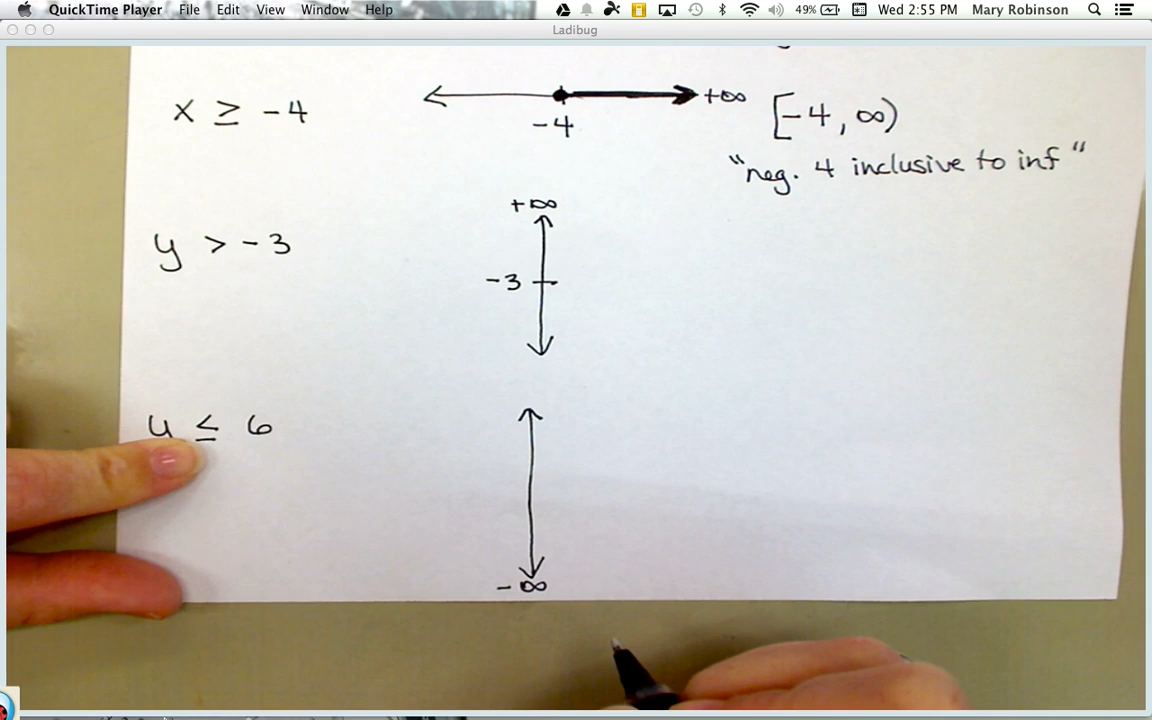 QuickTime Player File Edit View Window Help 49% Wed 2:55 PM Mary Robinson
Ladibug
x ≥ -4
-4
+∞
[-4, ∞)
"neg. 4 inclusive to inf"
y > -3
+∞
-3
y ≤ 6
-∞